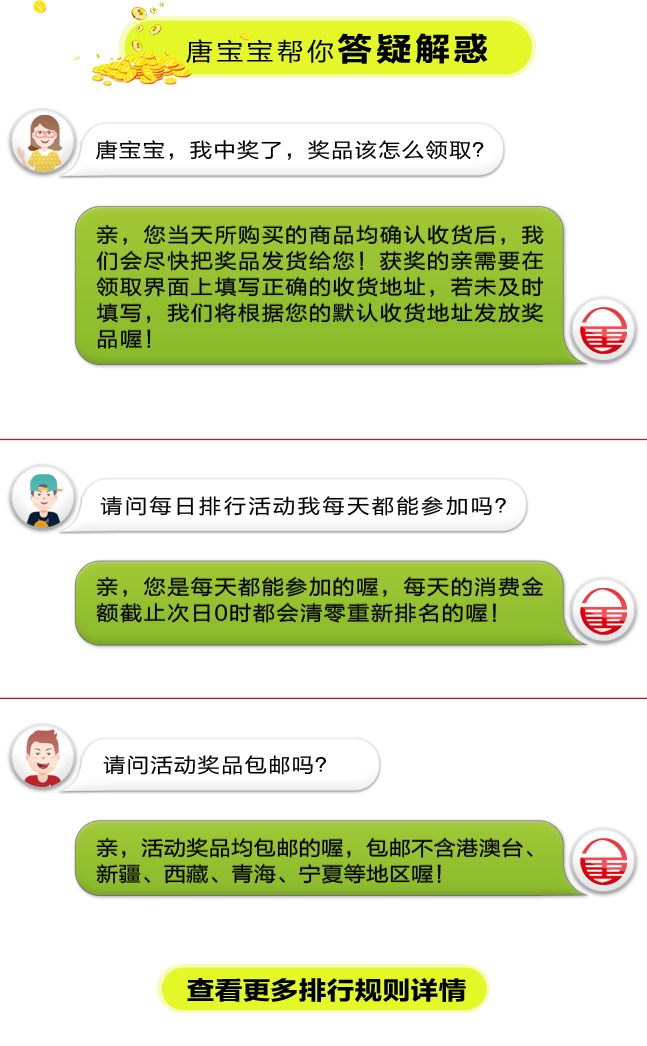 唐宝宝帮你答疑解惑
唐宝宝，我中奖了，奖品该怎么领取？
亲，您当天所购买的商品均确认收货后，我
们会尽快把奖品发货给您！获奖的亲需要在
领取界面上填写正确的收货地址，若未及时
填写，我们将根据您的默认收货地址发放奖
品喔！
请问每日排行活动我每天都能参加吗？
亲，您是每天都能参加的喔，每天的消费金
额截止次日0时都会清零重新排名的喔！
请问活动奖品包邮吗？
亲，活动奖品均包邮的喔，包邮不含港澳台、
新疆、西藏、青海、宁夏等地区喔！
查看更多排行规则详情